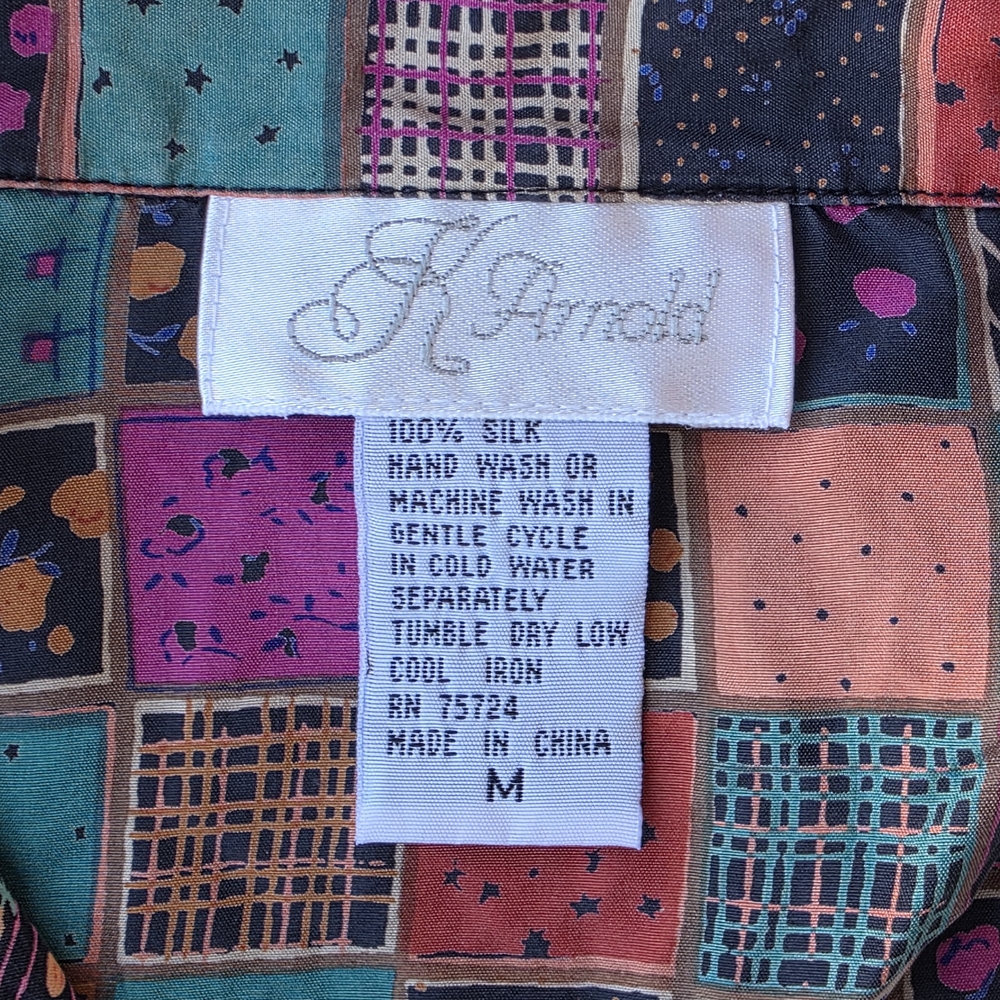 K Arnold
100% SILK
HAND WASH OR
MACHINE WASH IN
GENTLE CYCLE
IN COLD WATER
SEPARATELY
TUMBLE DRY LOW
COOL IRON
RN 75724
MADE IN CHINA
M